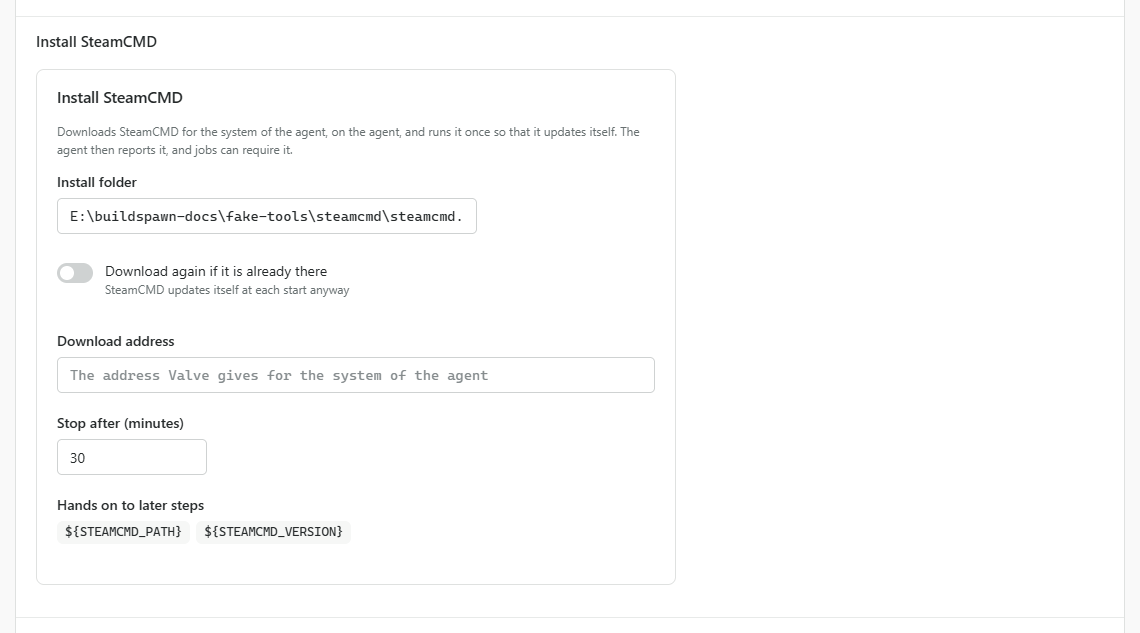 Install SteamCMD
Install SteamCMD
Downloads SteamCMD for the system of the agent, on the agent, and runs it once so that it updates itself. The
agent then reports it, and jobs can require it.
Install folder
E:\buildspawn-docs\fake-tools\steamcmd\steamcmd.
Download again if it is already there
SteamCMD updates itself at each start anyway
Download address
The address Valve gives for the system of the agent
Stop after (minutes)
30
Hands on to later steps
${STEAMCMD_PATH} ${STEAMCMD_VERSION}